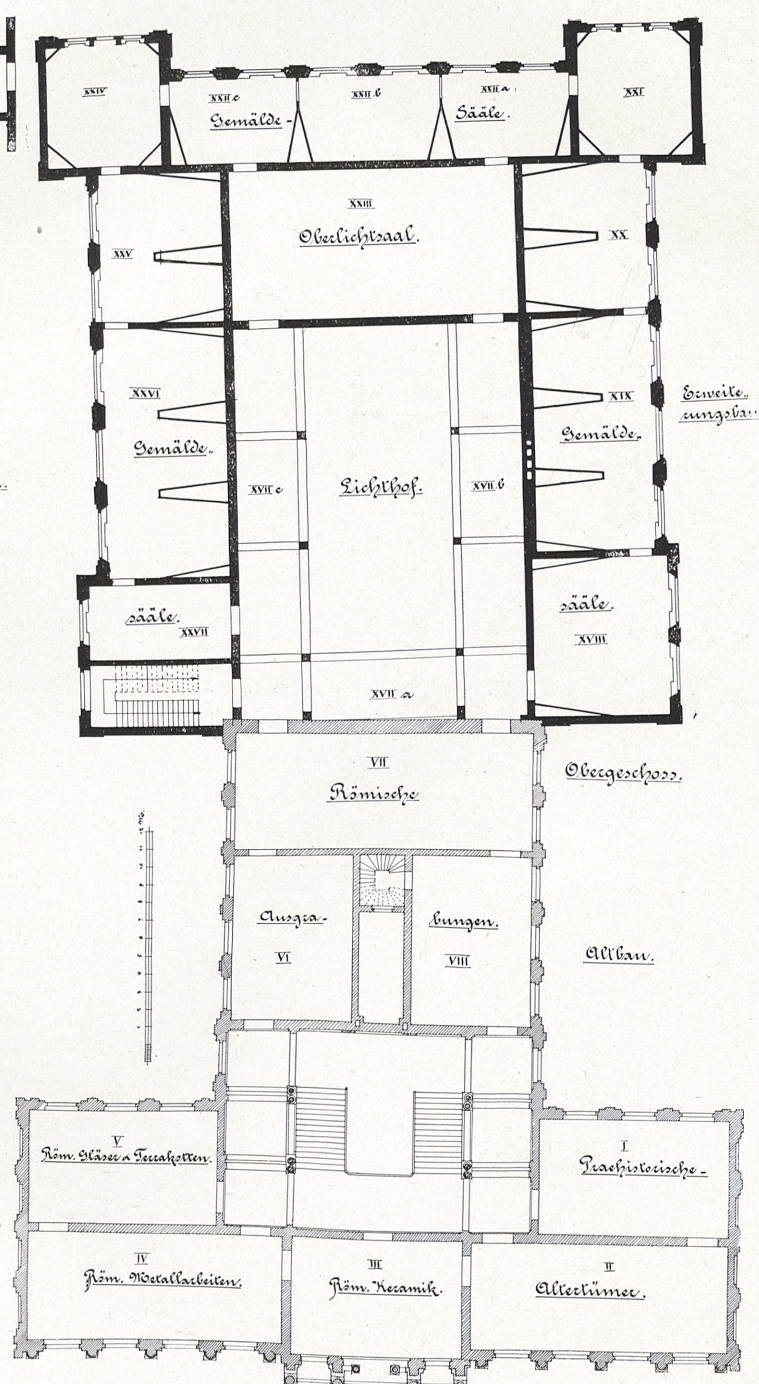 XXIV
XXII c
Gemälde-
XXII b
XXII a
Sääle.
XXI
XXIII
Oberlichtsaal.
XXV
XX
XXVI
Gemälde„
XIX
Gemälde„
Erweite„
rungsba
XVII c
Lichthof.
XVII b
sääle.
XXVII
sääle.
XVIII
XVII a
VII
Römische
Obergeschoss.
Ausgra-
VI
bungen.
VIII
Altbau.
V
Röm. Gläser & Terrakotten.
I
Praehistorische-
IV
Röm. Metallarbeiten.
III
Röm. Keramik.
II
Altertümer.